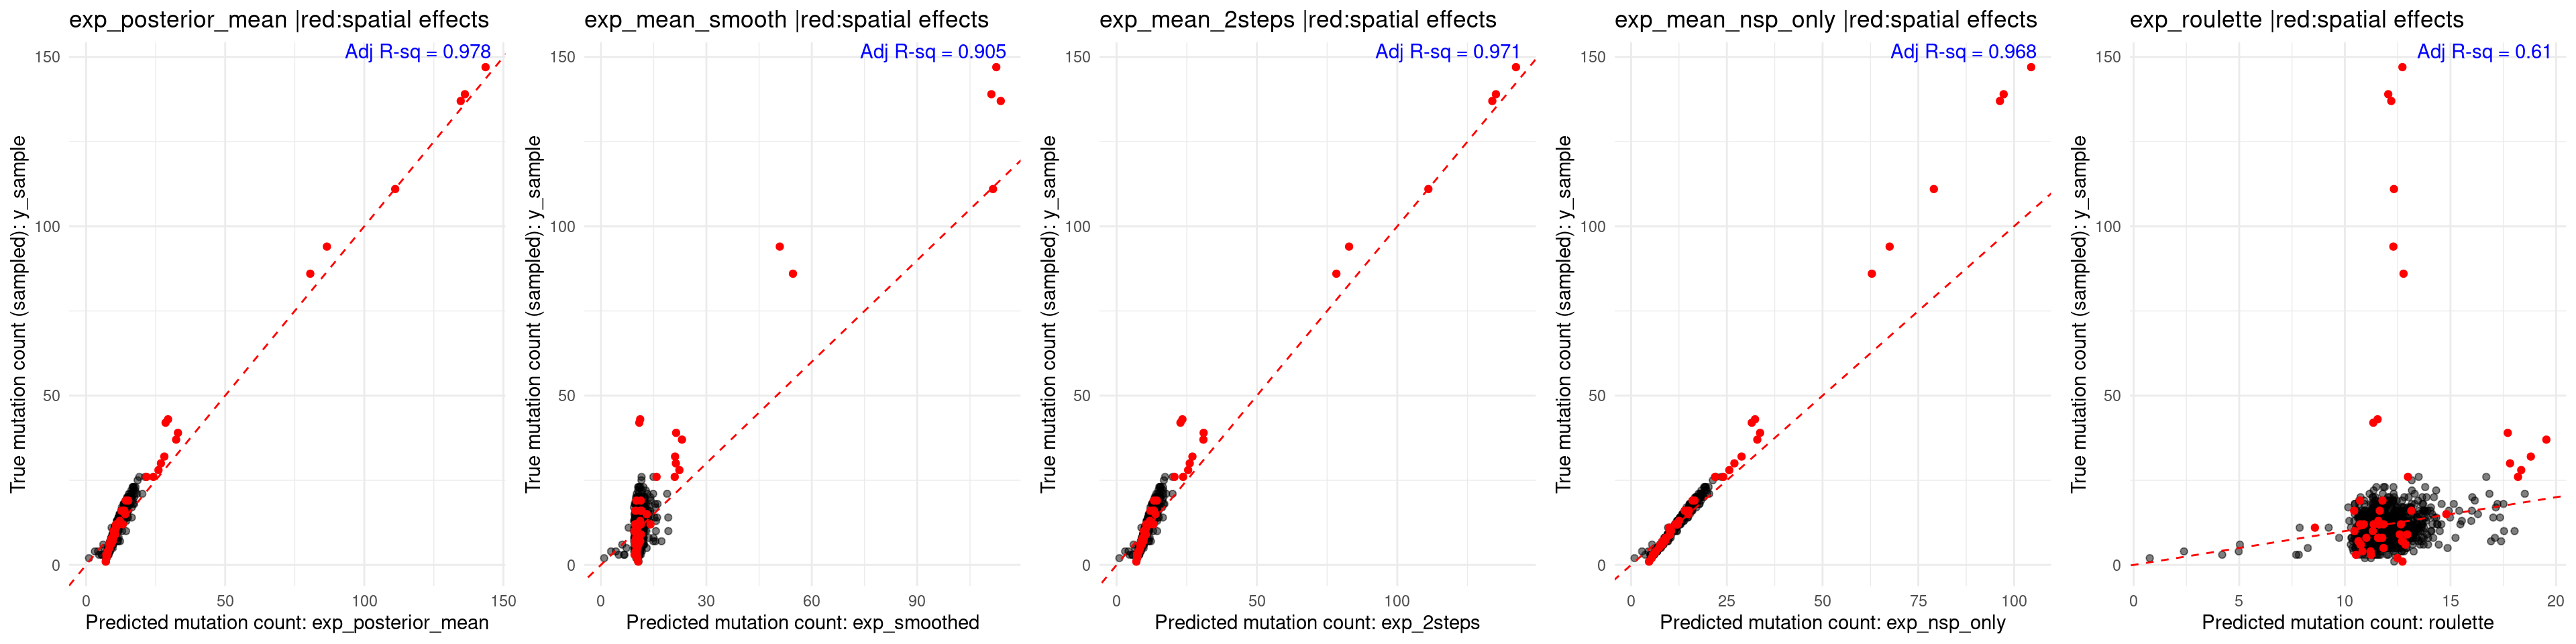 exp_posterior_mean |red:spatial effects
Adj R-sq = 0.978
True mutation count (sampled): y_sample
150
100
50
0
0
50
100
150
Predicted mutation count: exp_posterior_mean
exp_mean_smooth |red:spatial effects
Adj R-sq = 0.905
True mutation count (sampled): y_sample
150
100
50
0
0
30
60
90
Predicted mutation count: exp_smoothed
exp_mean_2steps |red:spatial effects
Adj R-sq = 0.971
True mutation count (sampled): y_sample
150
100
50
0
0
50
100
Predicted mutation count: exp_2steps
exp_mean_nsp_only |red:spatial effects
Adj R-sq = 0.968
True mutation count (sampled): y_sample
150
100
50
0
0
25
50
75
100
Predicted mutation count: exp_nsp_only
exp_roulette |red:spatial effects
Adj R-sq = 0.61
True mutation count (sampled): y_sample
150
100
50
0
0
5
10
15
20
Predicted mutation count: roulette